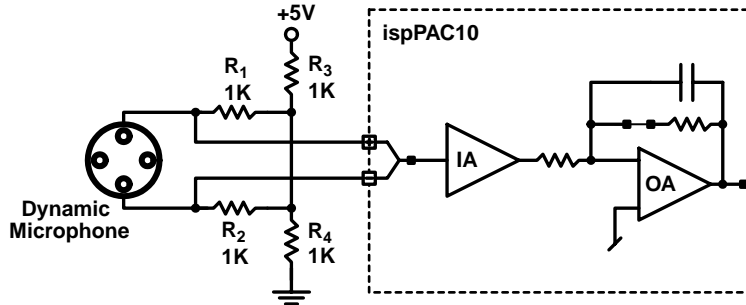 +5V
ispPAC10
R1
1K
R3
1K
IA
OA
Dynamic
Microphone
R2
1K
R4
1K